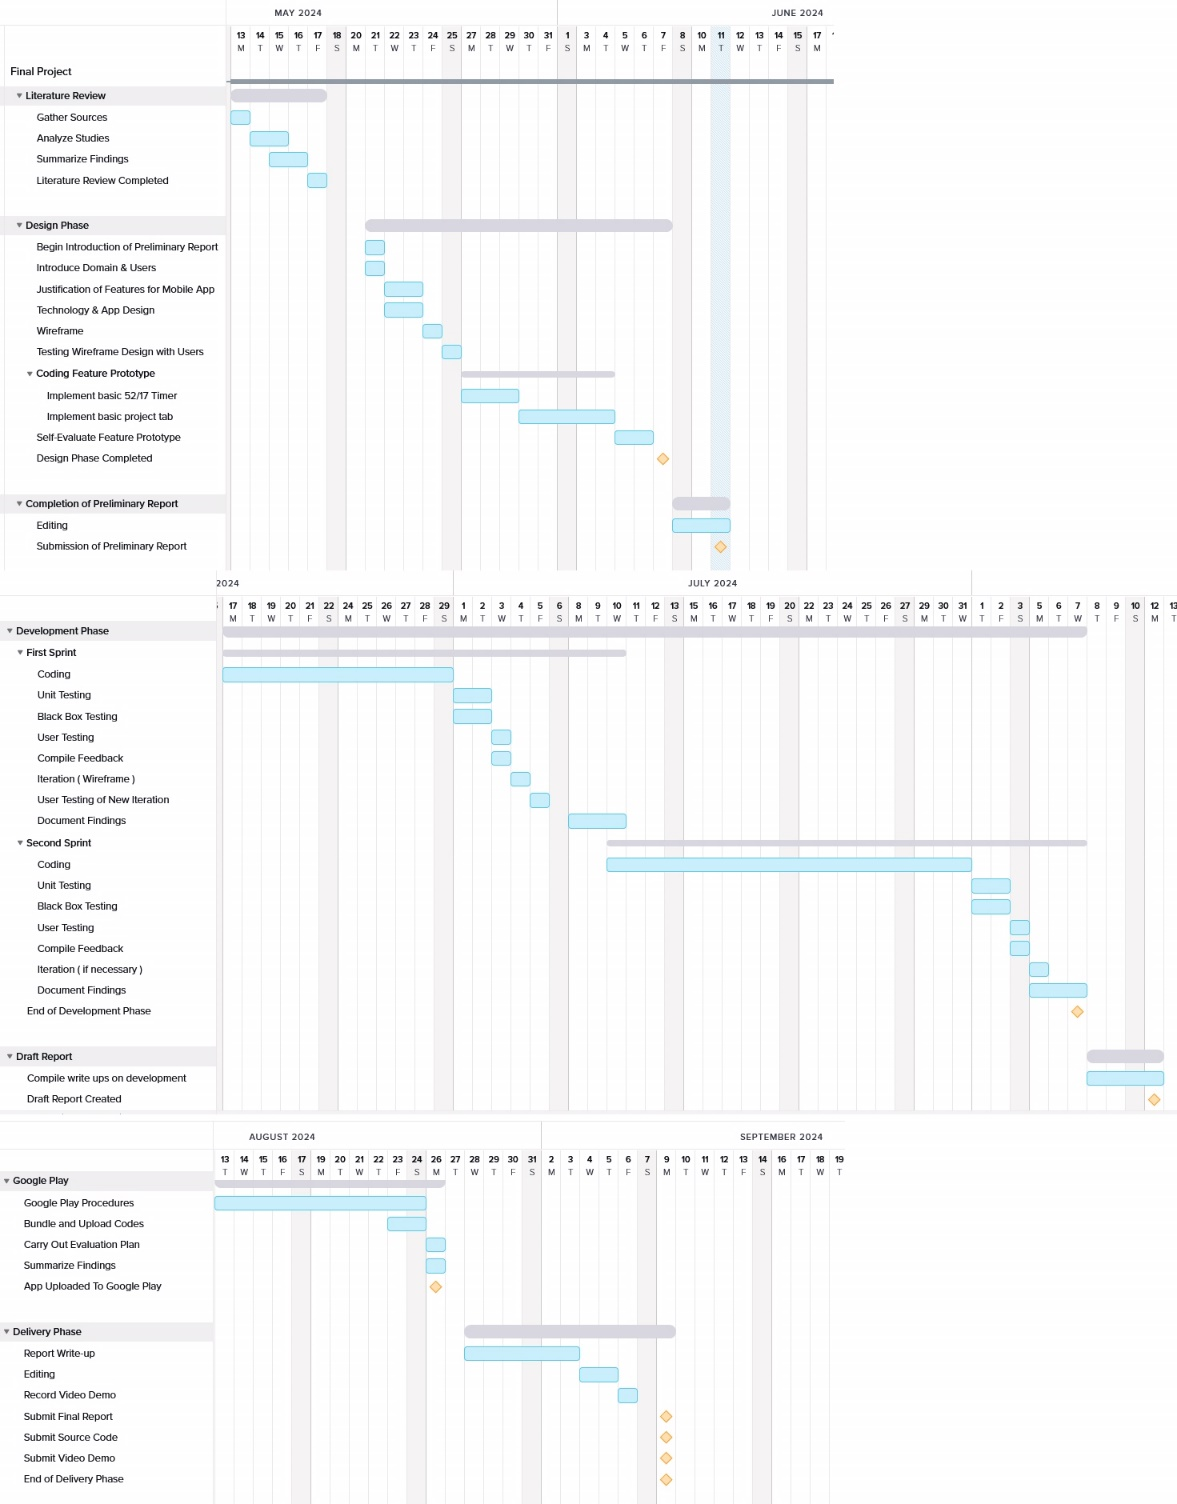 MAY 2024 JUNE 2024
13 14 15 16 17 18 20 21 22 23 24 25 27 28 29 30 31 1 3 4 5 6 7 8 10 11 12 13 14 15 17
M T W T F S M T W T F S M T W T F S M T W T F S M T W T F S M
Final Project
Literature Review
Gather Sources
Analyze Studies
Summarize Findings
Literature Review Completed
Design Phase
Begin Introduction of Preliminary Report
Introduce Domain & Users
Justification of Features for Mobile App
Technology & App Design
Wireframe
Testing Wireframe Design with Users
Coding Feature Prototype
Implement basic 52/17 Timer
Implement basic project tab
Self-Evaluate Feature Prototype
Design Phase Completed
Completion of Preliminary Report
Editing
Submission of Preliminary Report
2024 JULY 2024
17 18 19 20 21 22 24 25 26 27 28 29 1 2 3 4 5 6 8 9 10 11 12 13 15 16 17 18 19 20 22 23 24 25 26 27 29 30 31 1 2 3 5 6 7 8 9 10 12 13
M T W T F S M T W T F S M T W T F S M T W T F S M T W T F S M T W T F S M T W T F S M T W T F S M T
Development Phase
First Sprint
Coding
Unit Testing
Black Box Testing
User Testing
Compile Feedback
Iteration ( Wireframe )
User Testing of New Iteration
Document Findings
Second Sprint
Coding
Unit Testing
Black Box Testing
User Testing
Compile Feedback
Iteration ( if necessary )
Document Findings
End of Development Phase
Draft Report
Compile write ups on development
Draft Report Created
AUGUST 2024 SEPTEMBER 2024
13 14 15 16 17 19 20 21 22 23 24 26 27 28 29 30 31 2 3 4 5 6 7 9 10 11 12 13 14 16 17 18 19
T W T F S M T W T F S M T W T F S M T W T F S M T W T F S M T W T
Google Play
Google Play Procedures
Bundle and Upload Codes
Carry Out Evaluation Plan
Summarize Findings
App Uploaded To Google Play
Delivery Phase
Report Write-up
Editing
Record Video Demo
Submit Final Report
Submit Source Code
Submit Video Demo
End of Delivery Phase